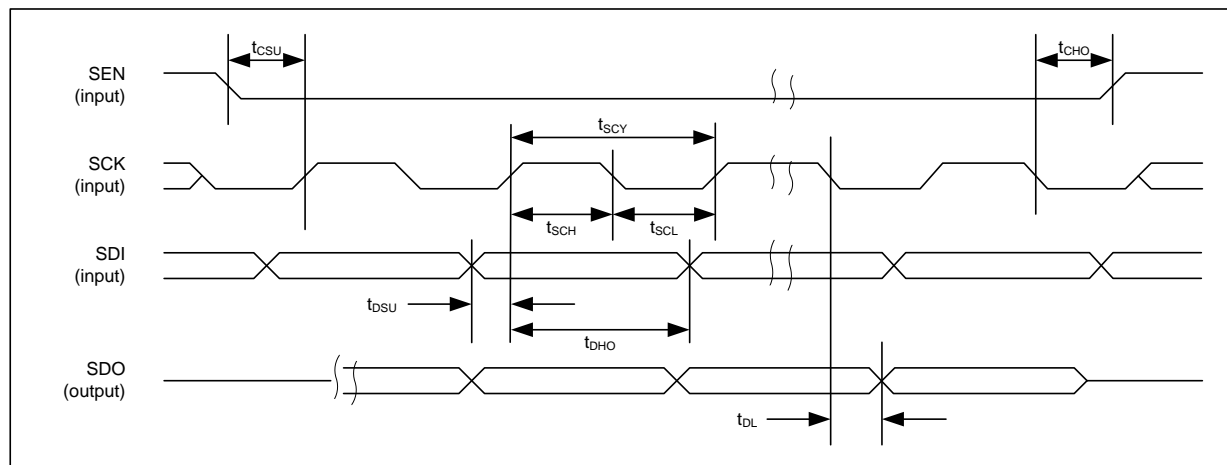 tCSU
tCHO
SEN
(input)
tSCY
SCK
(input)
tSCH
tSCL
SDI
(input)
tDSU
tDHO
SDO
(output)
tDL